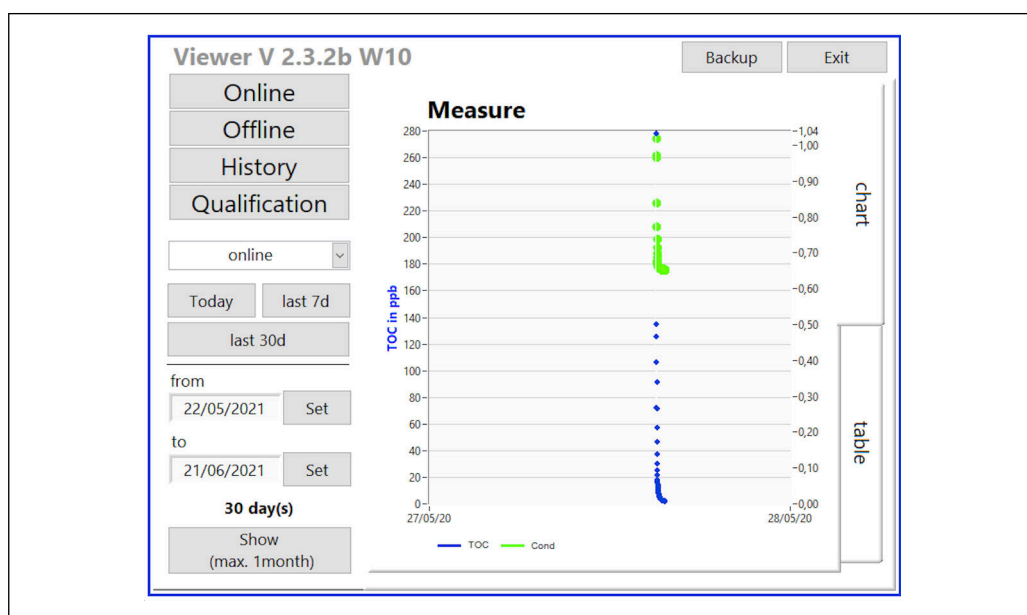 Viewer V 2.3.2b W10
Backup
Exit
Online
Offline
History
Qualification
online
Today
last 7d
last 30d
from
22/05/2021
Set
to
21/06/2021
Set
30 day(s)
Show
(max. 1month)
Measure
TOC in ppb
280
260
240
220
200
180
160
140
120
100
80
60
40
20
0
1,04
1,00
0,90
0,80
0,70
0,60
0,50
0,40
0,30
0,20
0,10
0,00
27/05/20
28/05/20
TOC
Cond
chart
table